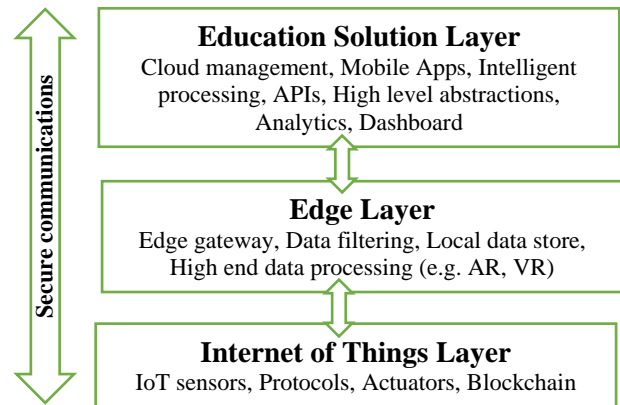 Secure communications
Education Solution Layer
Cloud management, Mobile Apps, Intelligent
processing, APIs, High level abstractions,
Analytics, Dashboard
Edge Layer
Edge gateway, Data filtering, Local data store,
High end data processing (e.g. AR, VR)
Internet of Things Layer
IoT sensors, Protocols, Actuators, Blockchain